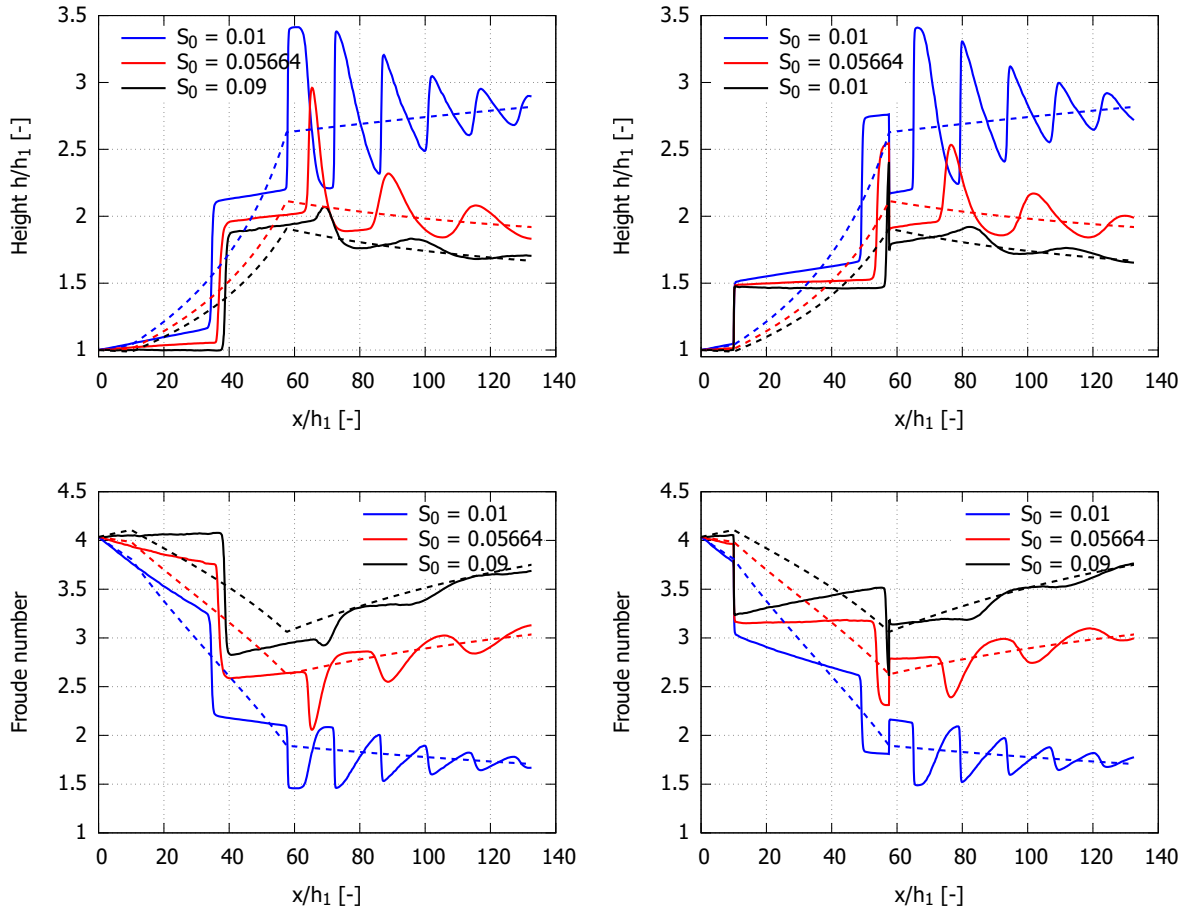 Height h/h1 [-]
3.5
3
2.5
2
1.5
1
S0 = 0.01
S0 = 0.05664
S0 = 0.09
0 20 40 60 80 100 120 140
x/h1 [-]
Height h/h1 [-]
3.5
3
2.5
2
1.5
1
S0 = 0.01
S0 = 0.05664
S0 = 0.01
0 20 40 60 80 100 120 140
x/h1 [-]
Froude number
4.5
4
3.5
3
2.5
2
1.5
1
S0 = 0.01
S0 = 0.05664
S0 = 0.09
0 20 40 60 80 100 120 140
x/h1 [-]
Froude number
4.5
4
3.5
3
2.5
2
1.5
1
S0 = 0.01
S0 = 0.05664
S0 = 0.09
0 20 40 60 80 100 120 140
x/h1 [-]